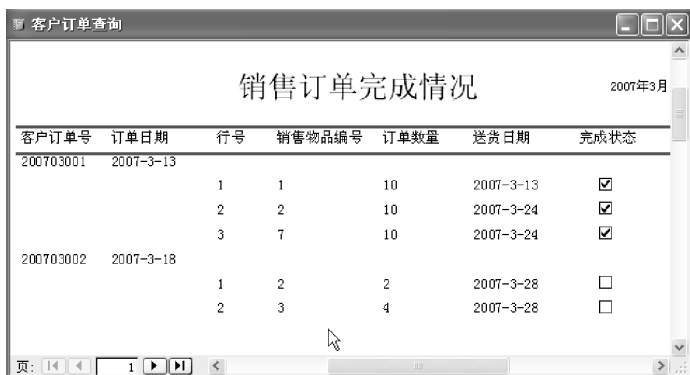 客户订单查询
销售订单完成情况
2007年3月
客户订单号 订单日期 行号 销售物品编号 订单数量 送货日期 完成状态
200703001 2007-3-13
1 1 10 2007-3-13
2 2 10 2007-3-24
3 7 10 2007-3-24
200703002 2007-3-18
1 2 2 2007-3-28
2 3 4 2007-3-28
页: 1